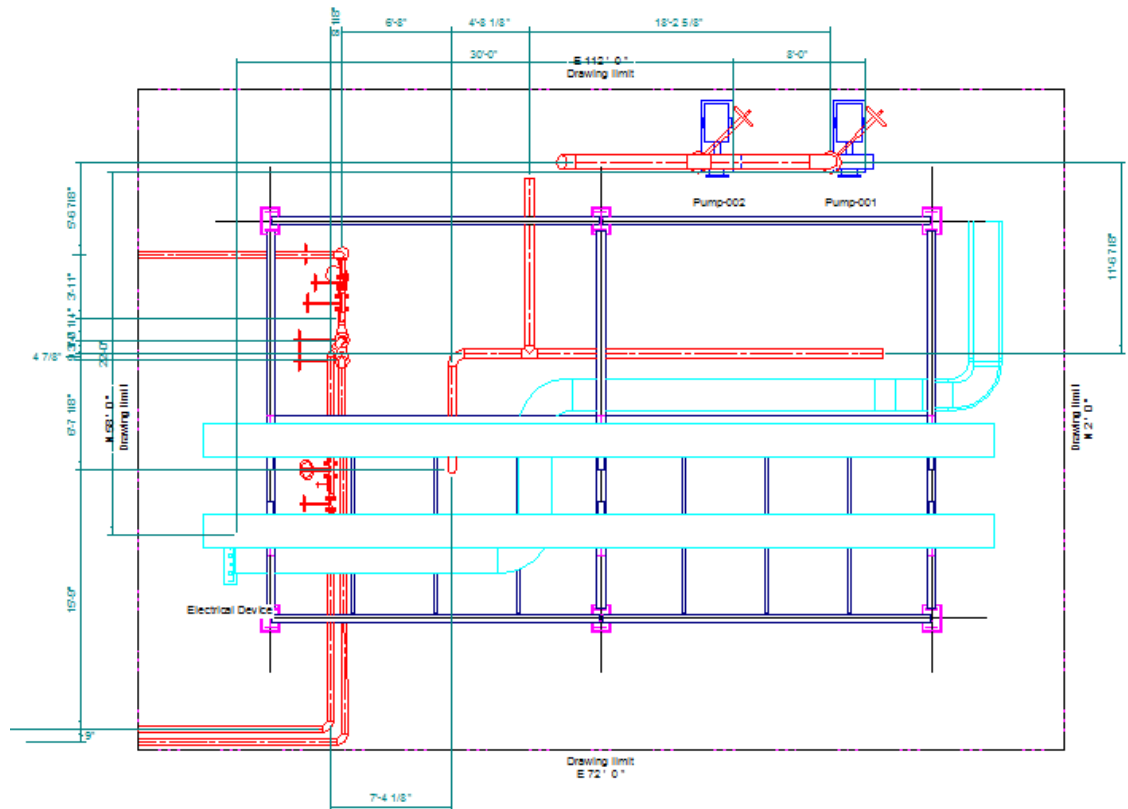 8 1/8"
6'-8"
4'-8 1/8"
18'-2 5/8"
30'-0"
8'-0"
E 112' 0"
Drawing limit
Pump-002
Pump-001
5'-6 7/8"
11'-6 7/8"
3'-11"
4 7/8"
22'-0"
Drawing limit
N 2' 0"
6'-7 1/8"
Drawing limit
Electrical Device
15'-9"
9"
Drawing limit
E 72' 0"
7'-4 1/8"